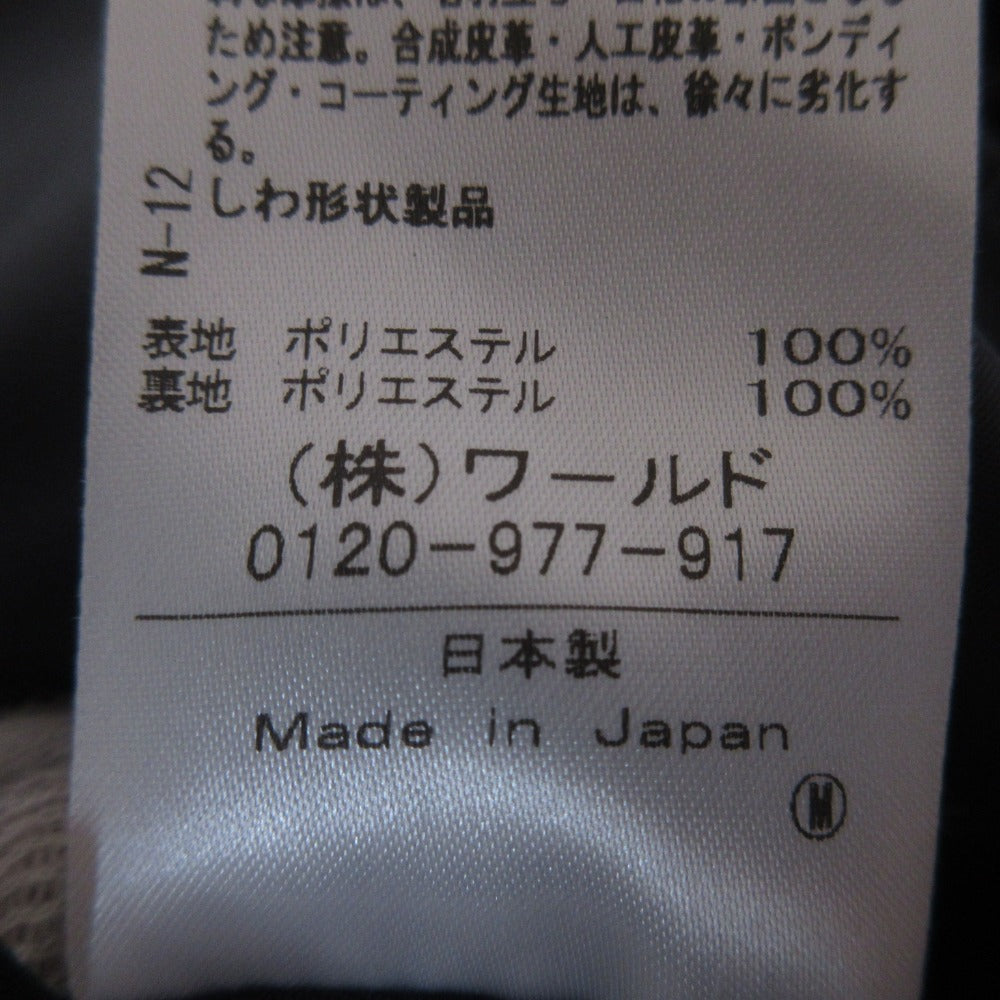 ため注意。合成皮革・人工皮革・ボンディ
ング・コーティング生地は、徐々に劣化す
る。
しわ形状製品
N-12
表地 ポリエステル 100%
裏地 ポリエステル 100%
(株)ワールド
0120-977-917
日本製
Made in Japan
M